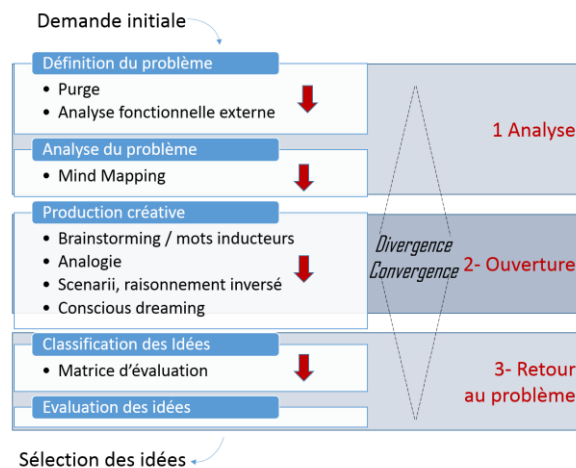 Demande initiale
Définition du problème
• Purge
• Analyse fonctionnelle externe
1 Analyse
Analyse du problème
• Mind Mapping
Production créative
• Brainstorming / mots inducteurs
• Analogie
• Scenarii, raisonnement inversé
• Conscious dreaming
Divergence
Convergence
2- Ouverture
Classification des Idées
• Matrice d'évaluation
3- Retour
au problème
Evaluation des idées
Sélection des idées